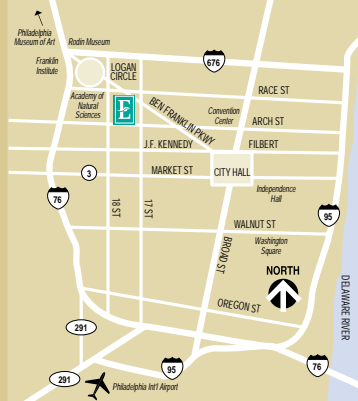 Philadelphia
Museum of Art
Rodin Museum
Franklin
Institute
LOGAN
CIRCLE
676
Academy of
Natural
Sciences
E
BEN FRANKLIN PKWY
RACE ST
Convention
Center
ARCH ST
J.F. KENNEDY
FILBERT
3
MARKET ST
CITY HALL
76
18 ST
17 ST
Independence
Hall
95
WALNUT ST
BROAD ST.
Washington
Square
NORTH
DELAWARE RIVER
OREGON ST
291
291
Philadelphia Int'l Airport
95
76